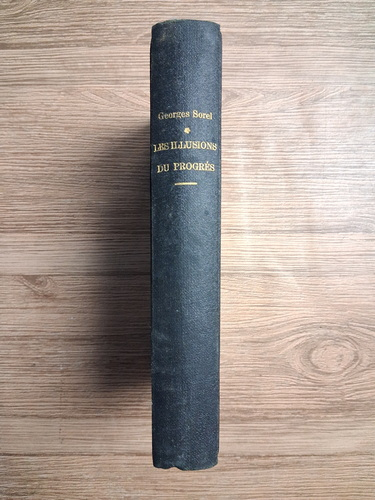 Georges Sorel
LES ILLUSIONS
DU PROGRÈS